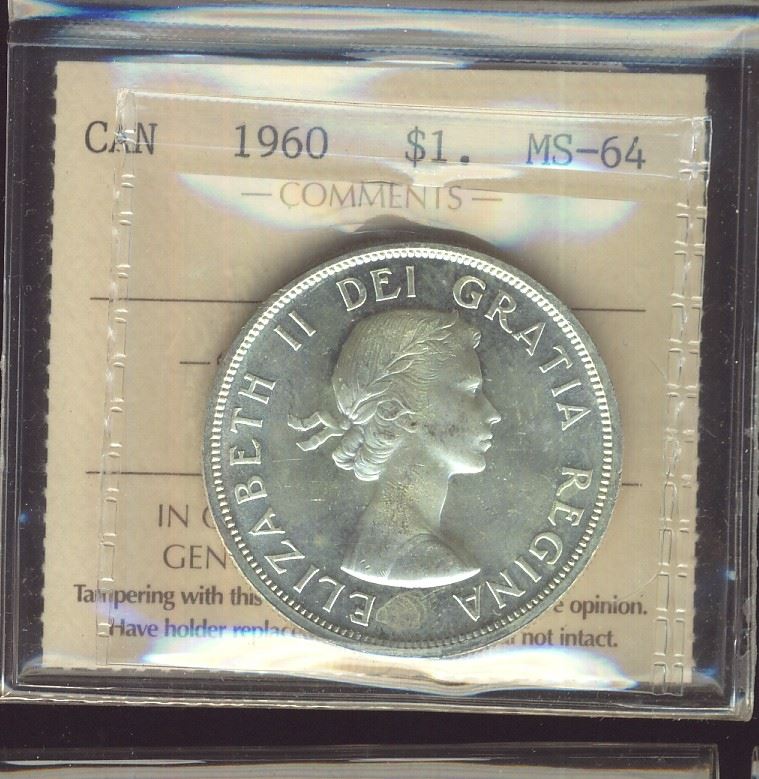 CAN 1960 $1. MS-64
— COMMENTS —
ELIZABETH II DEI GRATIA REGINA
IN
GEN
Tampering with this e opinion.
Have holder not intact.